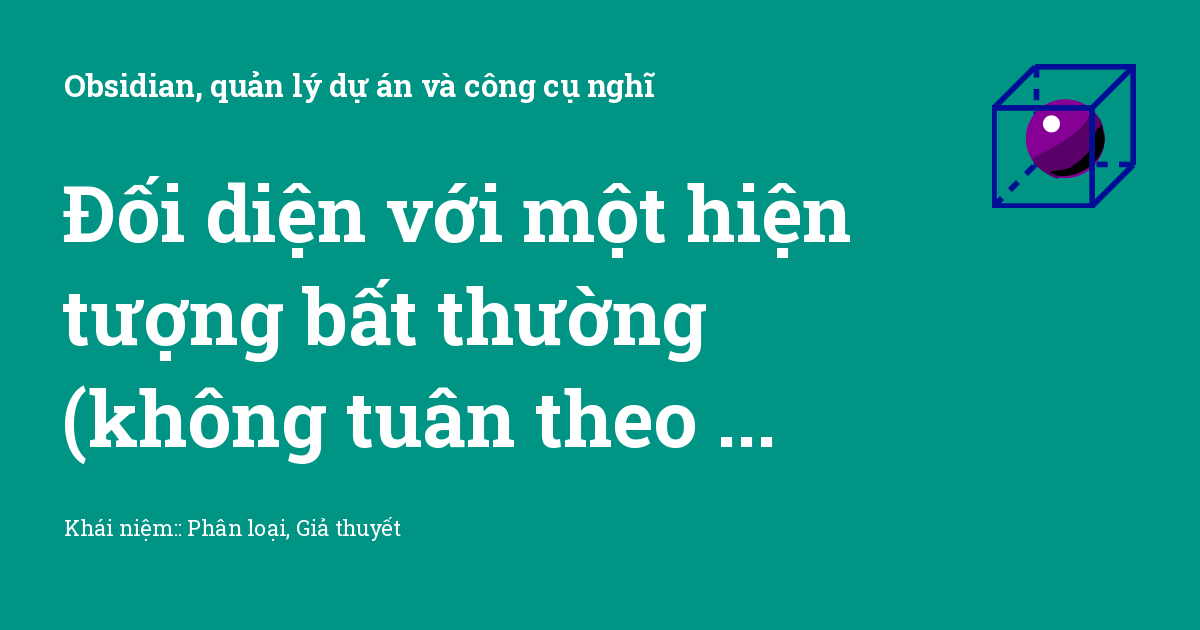 Obsidian, quản lý dự án và công cụ nghĩ
Đối diện với một hiện
tượng bất thường
(không tuân theo ...
Khái niệm:: Phân loại, Giả thuyết